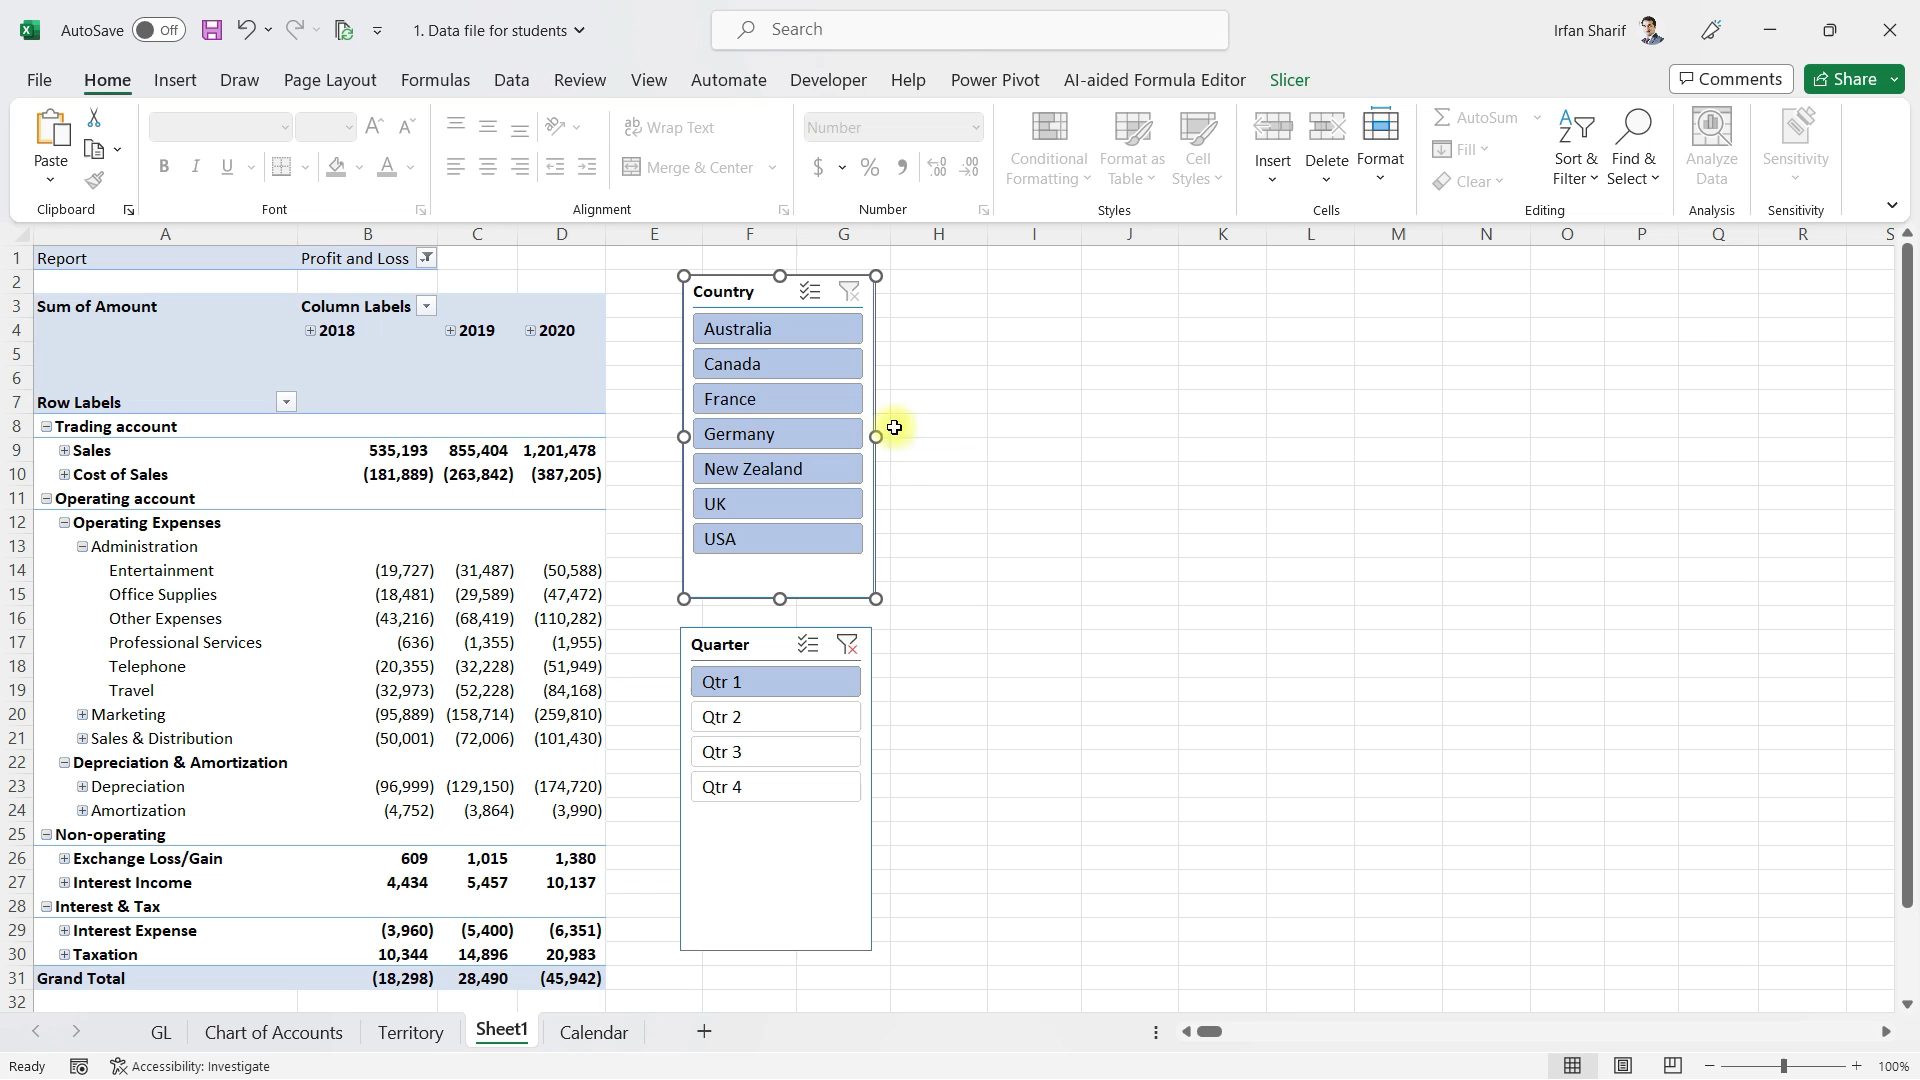 AutoSave Off 1. Data file for students Search Irfan Sharif
File Home Insert Draw Page Layout Formulas Data Review View Automate Developer Help Power Pivot AI-aided Formula Editor Slicer Comments Share
Paste
Clipboard
B I U A
Font
ab Wrap Text
Merge & Center
Alignment
Number
$ % 9
Number
Conditional Formatting
Format as Table
Cell Styles
Styles
Insert Delete Format
Cells
AutoSum
Fill
Clear
Sort & Filter
Find & Select
Editing
Analyze Data
Analysis
Sensitivity
Sensitivity
A B C D E F G H I J K L M N O P Q R S
1 Report Profit and Loss
2
3 Sum of Amount Column Labels
4 2018 2019 2020
5
6
7 Row Labels
8 Trading account
9 Sales 535,193 855,404 1,201,478
10 Cost of Sales (181,889) (263,842) (387,205)
11 Operating account
12 Operating Expenses
13 Administration
14 Entertainment (19,727) (31,487) (50,588)
15 Office Supplies (18,481) (29,589) (47,472)
16 Other Expenses (43,216) (68,419) (110,282)
17 Professional Services (636) (1,355) (1,955)
18 Telephone (20,355) (32,228) (51,949)
19 Travel (32,973) (52,228) (84,168)
20 Marketing (95,889) (158,714) (259,810)
21 Sales & Distribution (50,001) (72,006) (101,430)
22 Depreciation & Amortization
23 Depreciation (96,999) (129,150) (174,720)
24 Amortization (4,752) (3,864) (3,990)
25 Non-operating
26 Exchange Loss/Gain 609 1,015 1,380
27 Interest Income 4,434 5,457 10,137
28 Interest & Tax
29 Interest Expense (3,960) (5,400) (6,351)
30 Taxation 10,344 14,896 20,983
31 Grand Total (18,298) 28,490 (45,942)
32
Country
Australia
Canada
France
Germany
New Zealand
UK
USA
Quarter
Qtr 1
Qtr 2
Qtr 3
Qtr 4
GL Chart of Accounts Territory Sheet1 Calendar
Ready Accessibility: Investigate 100%